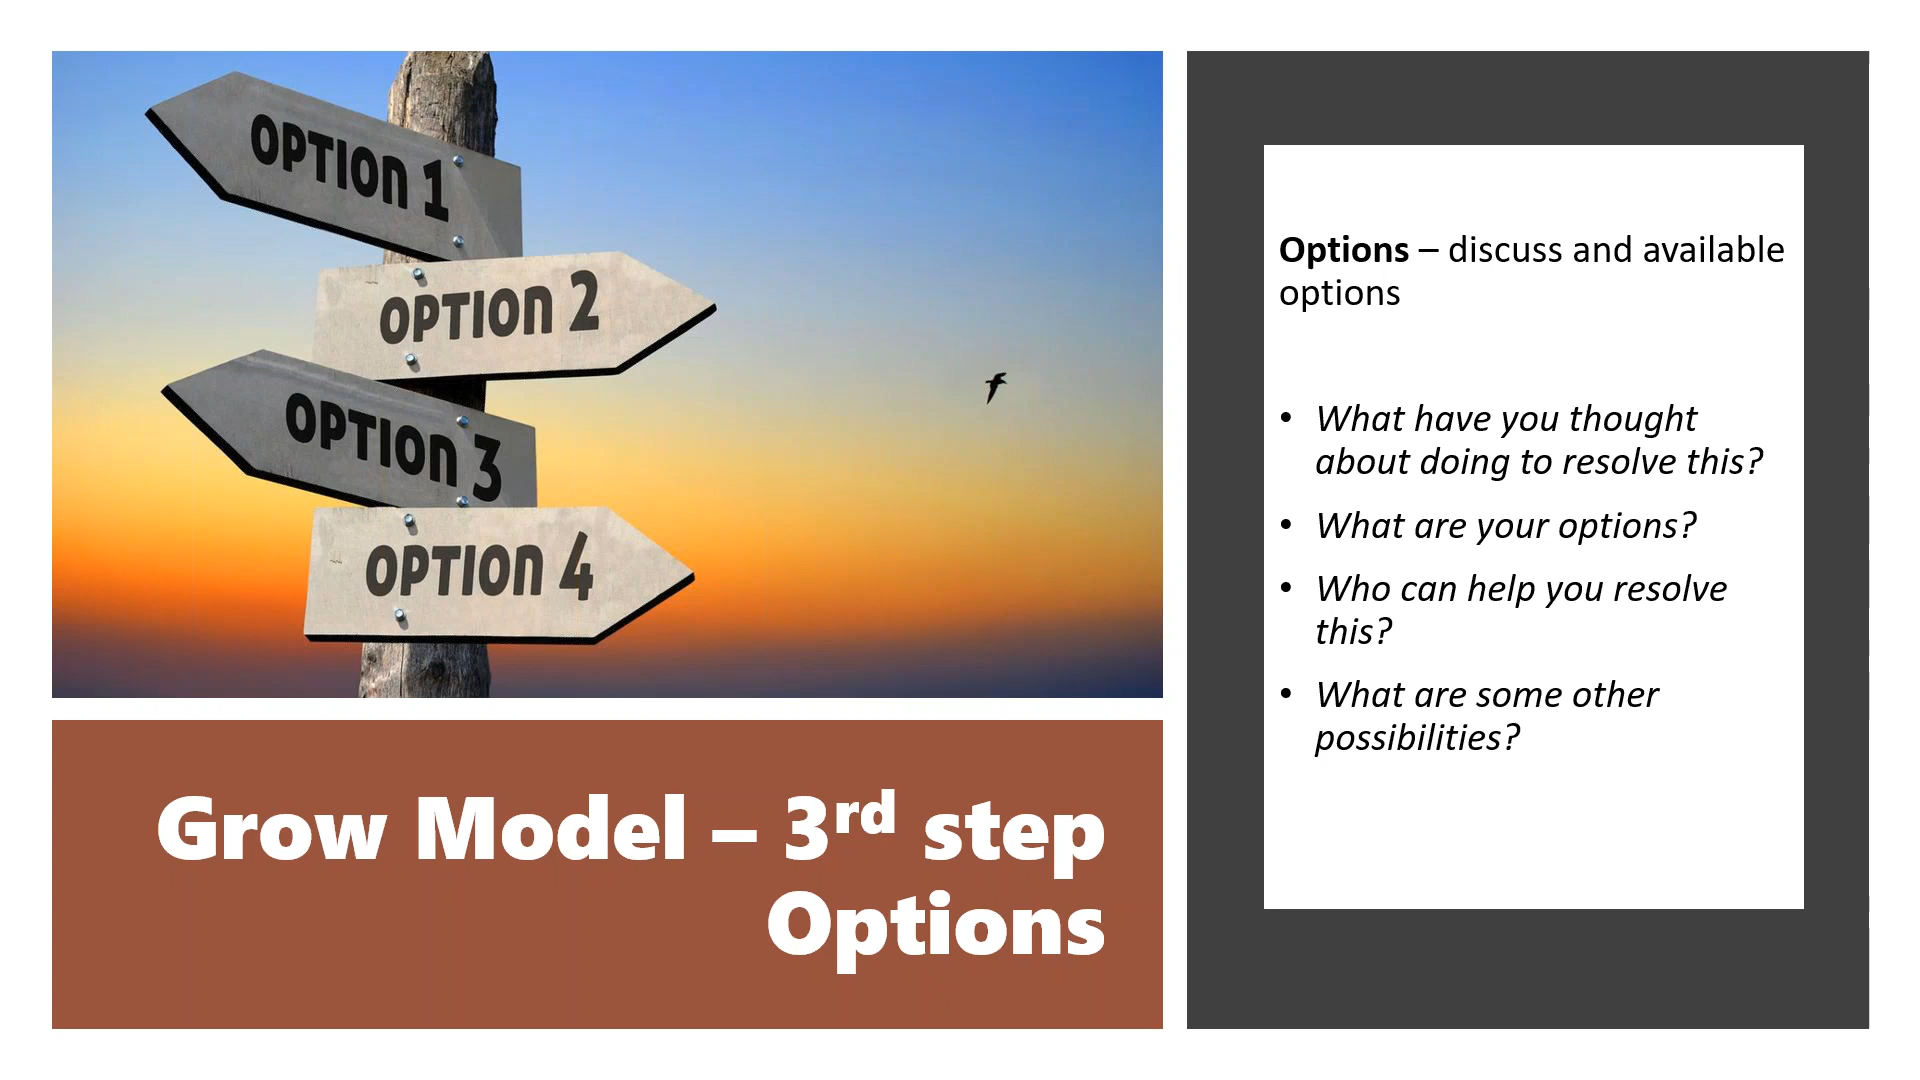 OPTION 1
OPTION 2
OPTION 3
OPTION 4
Grow Model – 3rd step
Options
Options – discuss and available
options
• What have you thought
about doing to resolve this?
• What are your options?
• Who can help you resolve
this?
• What are some other
possibilities?